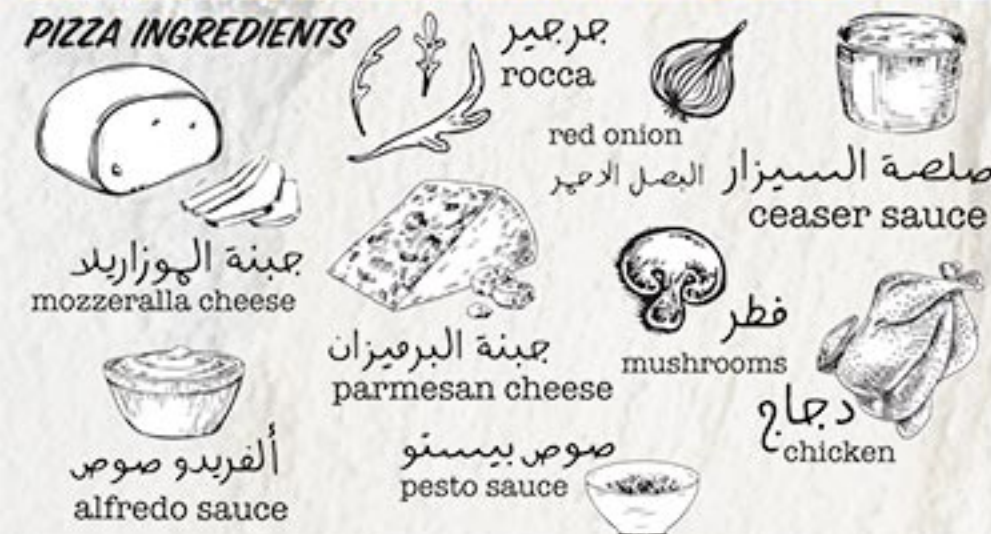 PIZZA INGREDIENTS
جرجير
rocca
red onion
البصل الاحمر
صلصة السيزار
ceaser sauce
جبنة الموزاريلا
mozzeralla cheese
جبنة البرميزان
parmesan cheese
فطر
mushrooms
دجاج
chicken
ألفريدو صوص
alfredo sauce
صوص بيستو
pesto sauce